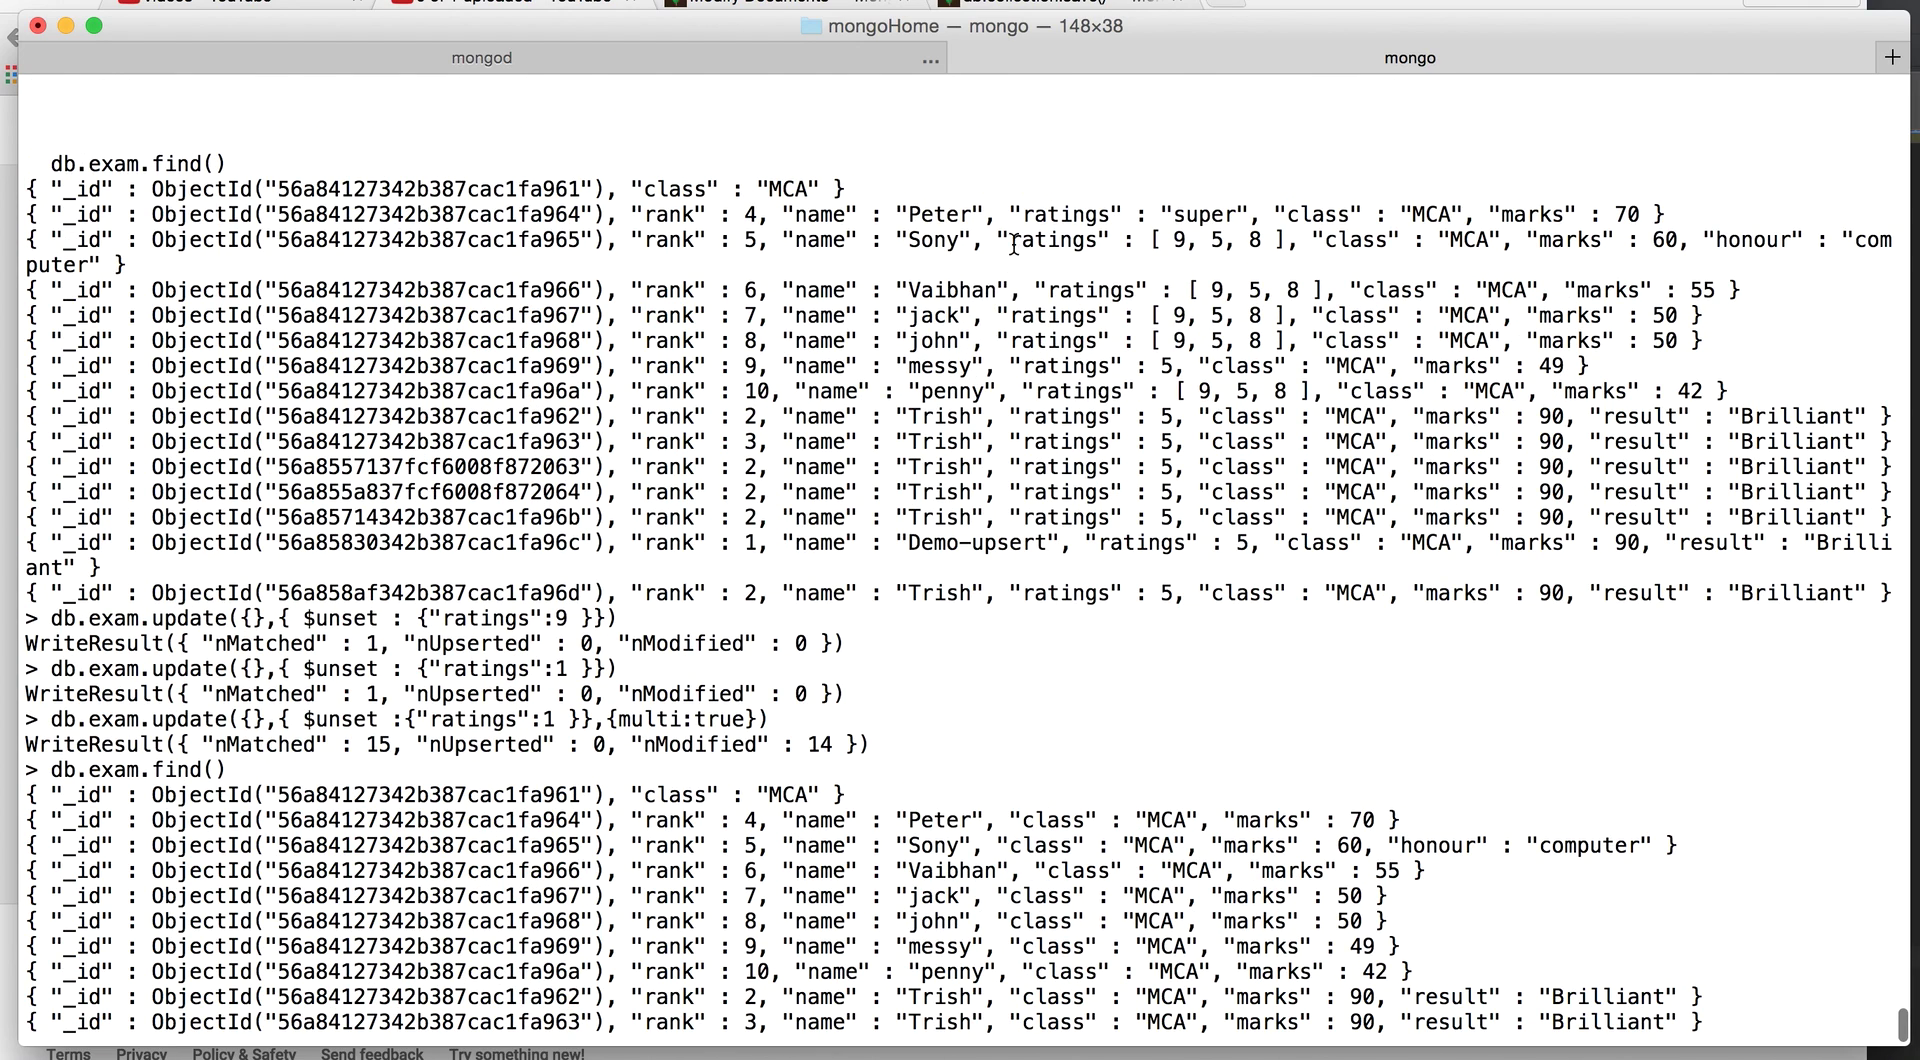 mongoHome — mongo — 148×38
mongod ... mongo +
db.exam.find()
{ "_id" : ObjectId("56a84127342b387cac1fa961"), "class" : "MCA" }
{ "_id" : ObjectId("56a84127342b387cac1fa964"), "rank" : 4, "name" : "Peter", "ratings" : "super", "class" : "MCA", "marks" : 70 }
{ "_id" : ObjectId("56a84127342b387cac1fa965"), "rank" : 5, "name" : "Sony", "ratings" : [ 9, 5, 8 ], "class" : "MCA", "marks" : 60, "honour" : "com
puter" }
{ "_id" : ObjectId("56a84127342b387cac1fa966"), "rank" : 6, "name" : "Vaibhan", "ratings" : [ 9, 5, 8 ], "class" : "MCA", "marks" : 55 }
{ "_id" : ObjectId("56a84127342b387cac1fa967"), "rank" : 7, "name" : "jack", "ratings" : [ 9, 5, 8 ], "class" : "MCA", "marks" : 50 }
{ "_id" : ObjectId("56a84127342b387cac1fa968"), "rank" : 8, "name" : "john", "ratings" : [ 9, 5, 8 ], "class" : "MCA", "marks" : 50 }
{ "_id" : ObjectId("56a84127342b387cac1fa969"), "rank" : 9, "name" : "messy", "ratings" : 5, "class" : "MCA", "marks" : 49 }
{ "_id" : ObjectId("56a84127342b387cac1fa96a"), "rank" : 10, "name" : "penny", "ratings" : [ 9, 5, 8 ], "class" : "MCA", "marks" : 42 }
{ "_id" : ObjectId("56a84127342b387cac1fa962"), "rank" : 2, "name" : "Trish", "ratings" : 5, "class" : "MCA", "marks" : 90, "result" : "Brilliant" }
{ "_id" : ObjectId("56a84127342b387cac1fa963"), "rank" : 3, "name" : "Trish", "ratings" : 5, "class" : "MCA", "marks" : 90, "result" : "Brilliant" }
{ "_id" : ObjectId("56a8557137fcf6008f872063"), "rank" : 2, "name" : "Trish", "ratings" : 5, "class" : "MCA", "marks" : 90, "result" : "Brilliant" }
{ "_id" : ObjectId("56a855a837fcf6008f872064"), "rank" : 2, "name" : "Trish", "ratings" : 5, "class" : "MCA", "marks" : 90, "result" : "Brilliant" }
{ "_id" : ObjectId("56a85714342b387cac1fa96b"), "rank" : 2, "name" : "Trish", "ratings" : 5, "class" : "MCA", "marks" : 90, "result" : "Brilliant" }
{ "_id" : ObjectId("56a85830342b387cac1fa96c"), "rank" : 1, "name" : "Demo-upsert", "ratings" : 5, "class" : "MCA", "marks" : 90, "result" : "Brilli
ant" }
{ "_id" : ObjectId("56a858af342b387cac1fa96d"), "rank" : 2, "name" : "Trish", "ratings" : 5, "class" : "MCA", "marks" : 90, "result" : "Brilliant" }
> db.exam.update({},{ $unset : {"ratings":9 }})
WriteResult({ "nMatched" : 1, "nUpserted" : 0, "nModified" : 0 })
> db.exam.update({},{ $unset : {"ratings":1 }})
WriteResult({ "nMatched" : 1, "nUpserted" : 0, "nModified" : 0 })
> db.exam.update({},{ $unset :{"ratings":1 }},{multi:true})
WriteResult({ "nMatched" : 15, "nUpserted" : 0, "nModified" : 14 })
> db.exam.find()
{ "_id" : ObjectId("56a84127342b387cac1fa961"), "class" : "MCA" }
{ "_id" : ObjectId("56a84127342b387cac1fa964"), "rank" : 4, "name" : "Peter", "class" : "MCA", "marks" : 70 }
{ "_id" : ObjectId("56a84127342b387cac1fa965"), "rank" : 5, "name" : "Sony", "class" : "MCA", "marks" : 60, "honour" : "computer" }
{ "_id" : ObjectId("56a84127342b387cac1fa966"), "rank" : 6, "name" : "Vaibhan", "class" : "MCA", "marks" : 55 }
{ "_id" : ObjectId("56a84127342b387cac1fa967"), "rank" : 7, "name" : "jack", "class" : "MCA", "marks" : 50 }
{ "_id" : ObjectId("56a84127342b387cac1fa968"), "rank" : 8, "name" : "john", "class" : "MCA", "marks" : 50 }
{ "_id" : ObjectId("56a84127342b387cac1fa969"), "rank" : 9, "name" : "messy", "class" : "MCA", "marks" : 49 }
{ "_id" : ObjectId("56a84127342b387cac1fa96a"), "rank" : 10, "name" : "penny", "class" : "MCA", "marks" : 42 }
{ "_id" : ObjectId("56a84127342b387cac1fa962"), "rank" : 2, "name" : "Trish", "class" : "MCA", "marks" : 90, "result" : "Brilliant" }
{ "_id" : ObjectId("56a84127342b387cac1fa963"), "rank" : 3, "name" : "Trish", "class" : "MCA", "marks" : 90, "result" : "Brilliant" }
Terms Privacy Policy & Safety Send feedback Try something new!